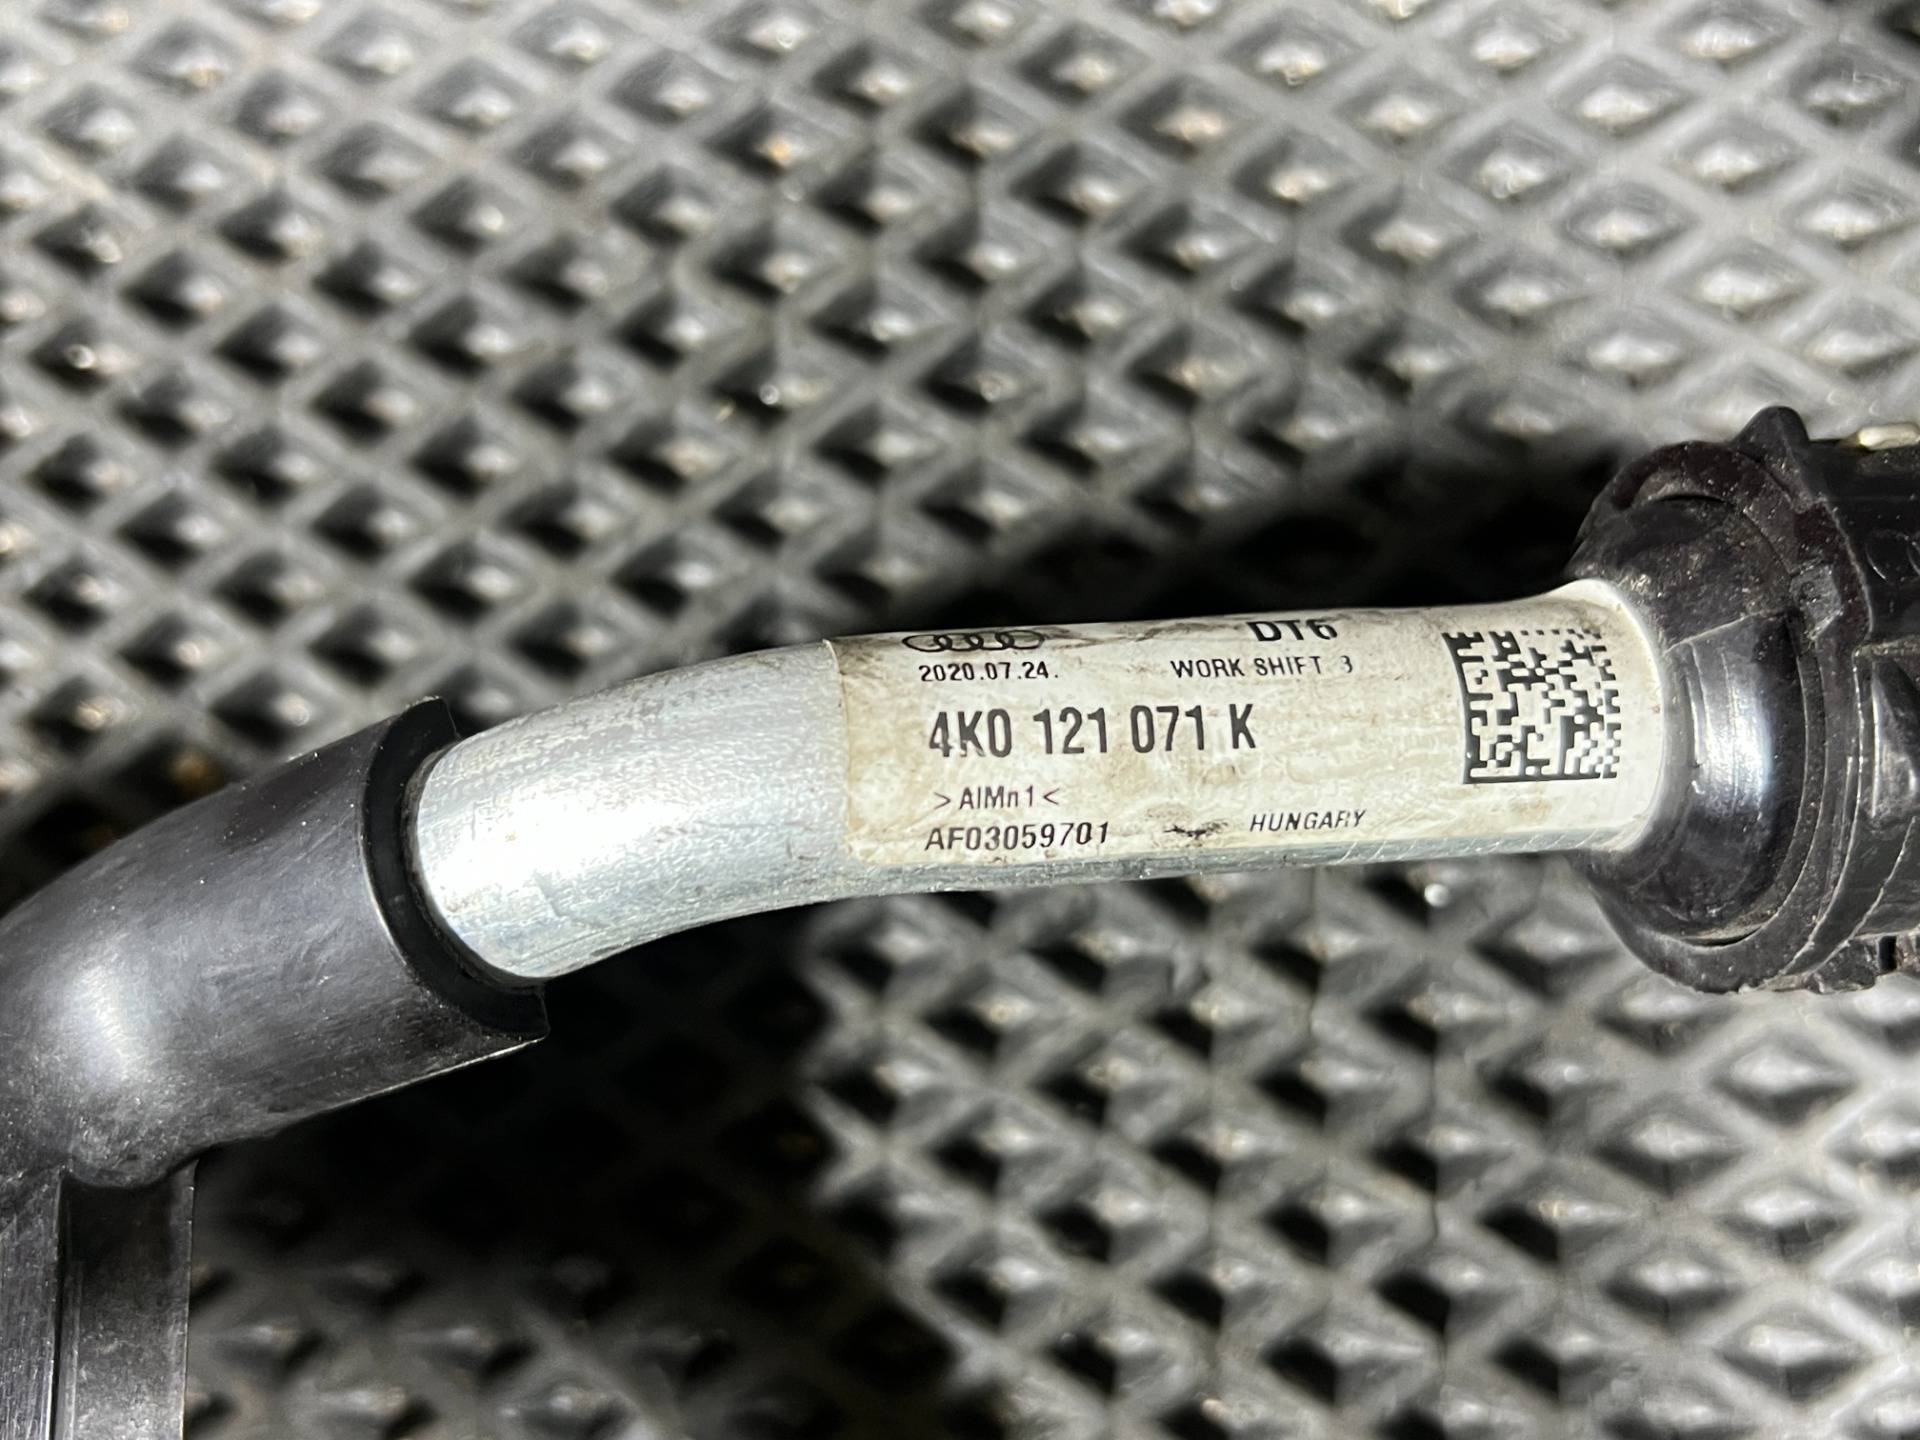 DT6
2020.07.24. WORK SHIFT 3
4K0 121 071 K
>AlMn1<
AF03059701 HUNGARY